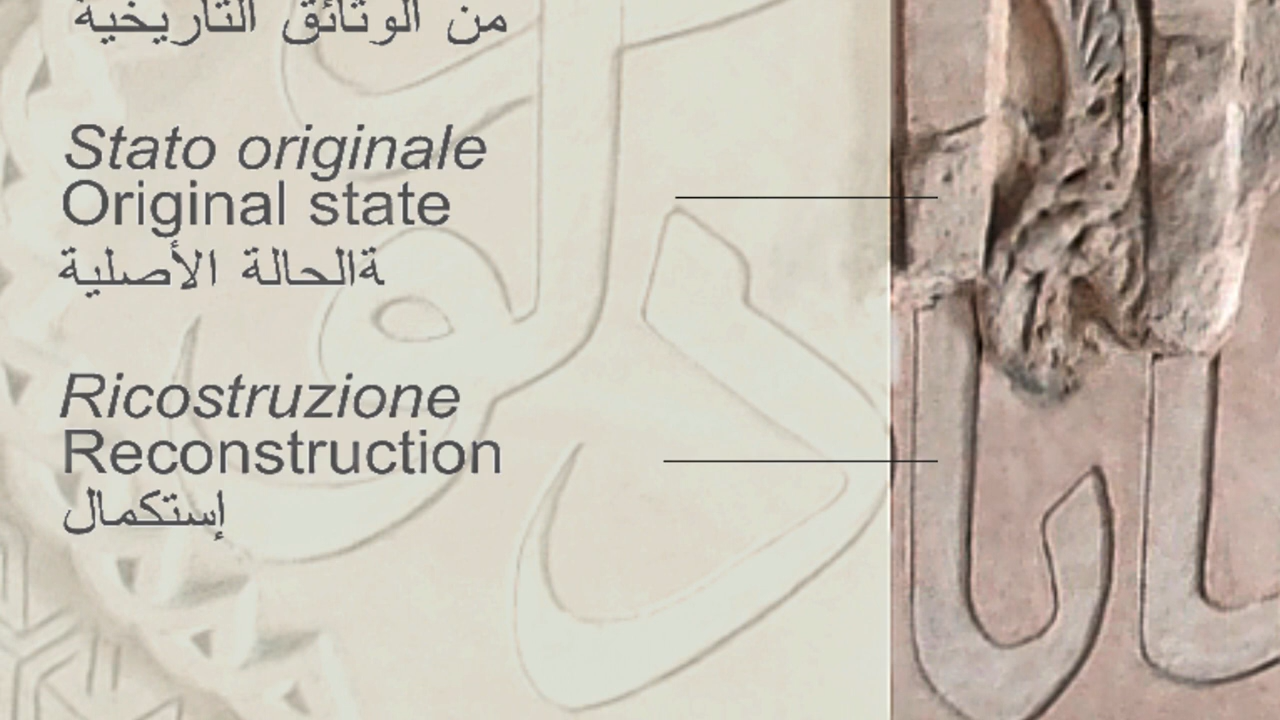 من الوثائق التاريخية
Stato originale
Original state
ةالحالة الأصلية
Ricostruzione
Reconstruction
إستكمال